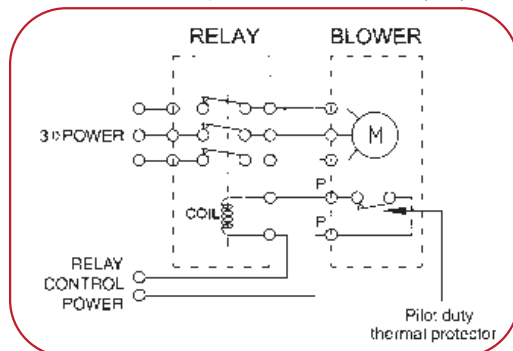 RELAY BLOWER
3 φ POWER
M
P
COIL
P
RELAY
CONTROL
POWER
Pilot duty
thermal protector